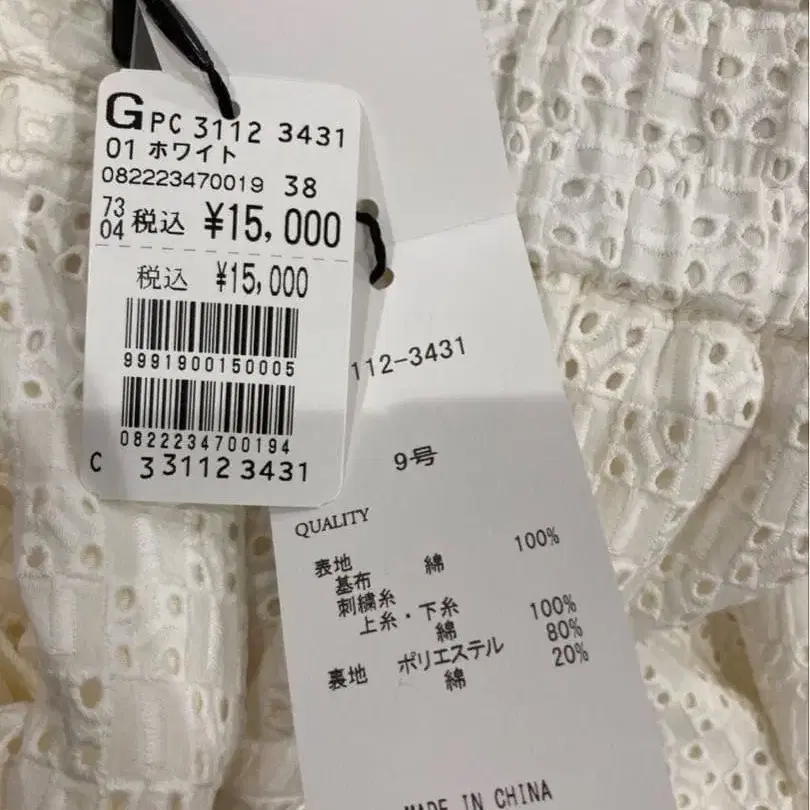 G PC 3112 3431
01 ホワイト
082223470019 38
73
04 税込 ¥15,000
税込 ¥15,000
9991900150005
0822234700194
C 3 3112 3431
112-3431
9号
QUALITY
表地 綿 100%
基布
刺繍糸
上糸・下糸
綿 100%
裏地 ポリエステル 80%
綿 20%
MADE IN CHINA